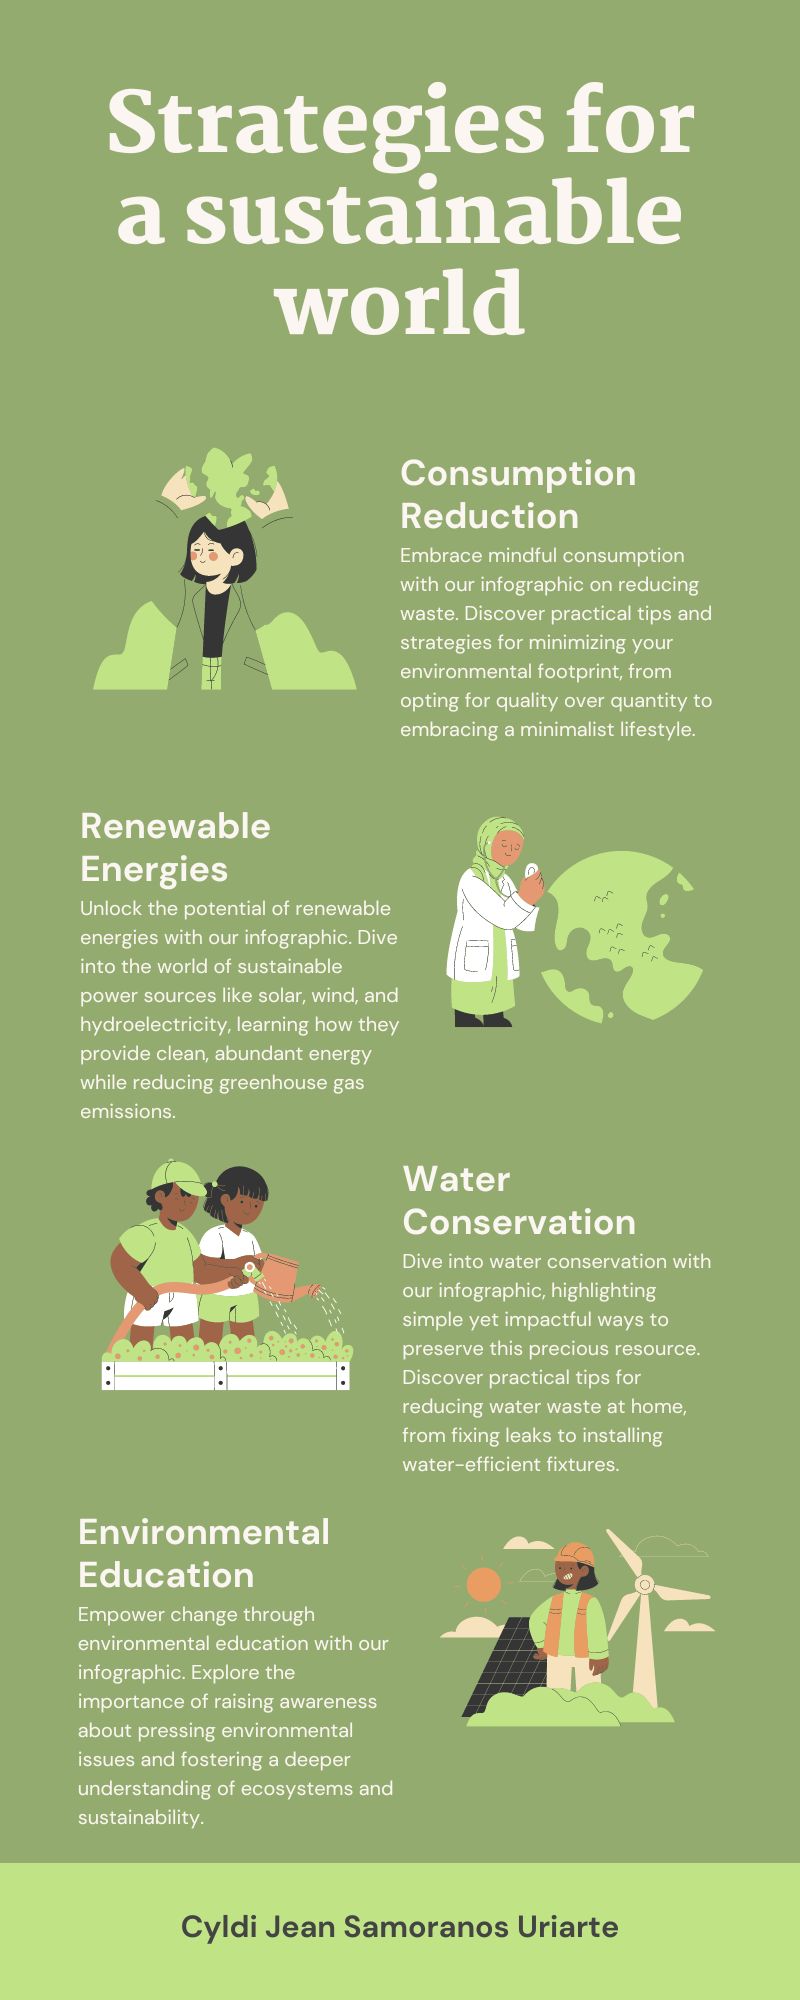 Strategies for
a sustainable
world
Consumption
Reduction
Embrace mindful consumption
with our infographic on reducing
waste. Discover practical tips and
strategies for minimizing your
environmental footprint, from
opting for quality over quantity to
embracing a minimalist lifestyle.
Renewable
Energies
Unlock the potential of renewable
energies with our infographic. Dive
into the world of sustainable
power sources like solar, wind, and
hydroelectricity, learning how they
provide clean, abundant energy
while reducing greenhouse gas
emissions.
Water
Conservation
Dive into water conservation with
our infographic, highlighting
simple yet impactful ways to
preserve this precious resource.
Discover practical tips for
reducing water waste at home,
from fixing leaks to installing
water-efficient fixtures.
Environmental
Education
Empower change through
environmental education with our
infographic. Explore the
importance of raising awareness
about pressing environmental
issues and fostering a deeper
understanding of ecosystems and
sustainability.
Cyldi Jean Samoranos Uriarte